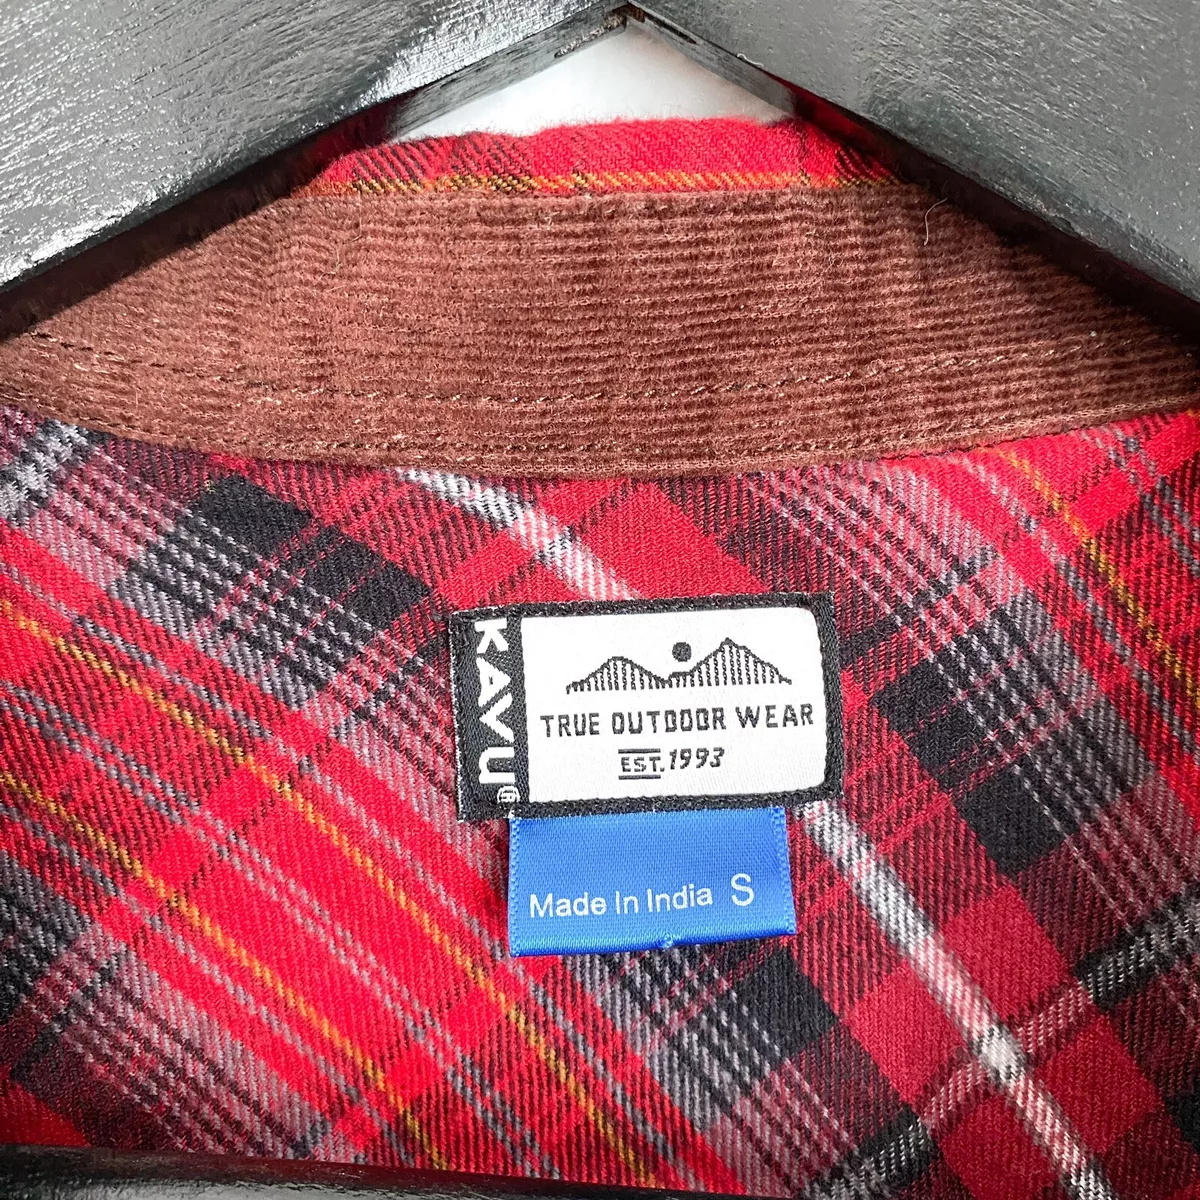 KAVU®
TRUE OUTDOOR WEAR
EST. 1993
Made In India S